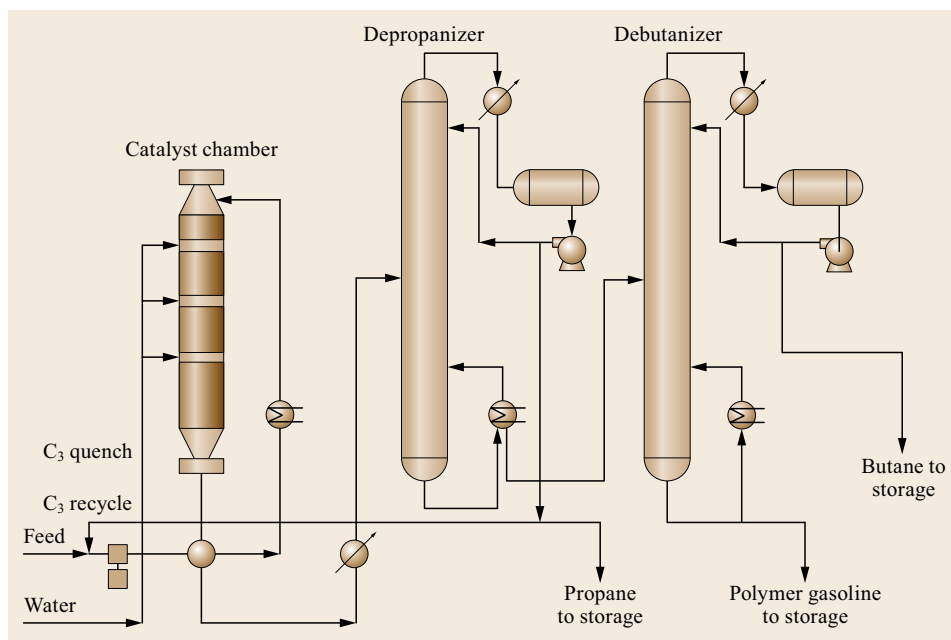 Depropanizer
Debutanizer
Catalyst chamber
C₃ quench
C₃ recycle
Feed
Water
Butane to
storage
Propane
to storage
Polymer gasoline
to storage